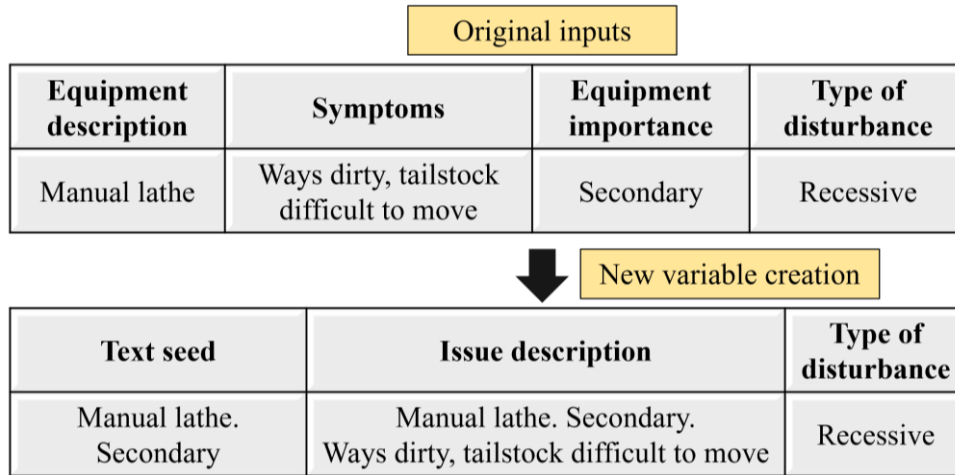 Original inputs
Equipment description
Symptoms
Equipment importance
Type of disturbance
Manual lathe
Ways dirty, tailstock difficult to move
Secondary
Recessive
New variable creation
Text seed
Issue description
Type of disturbance
Manual lathe. Secondary
Manual lathe. Secondary.
Ways dirty, tailstock difficult to move
Recessive